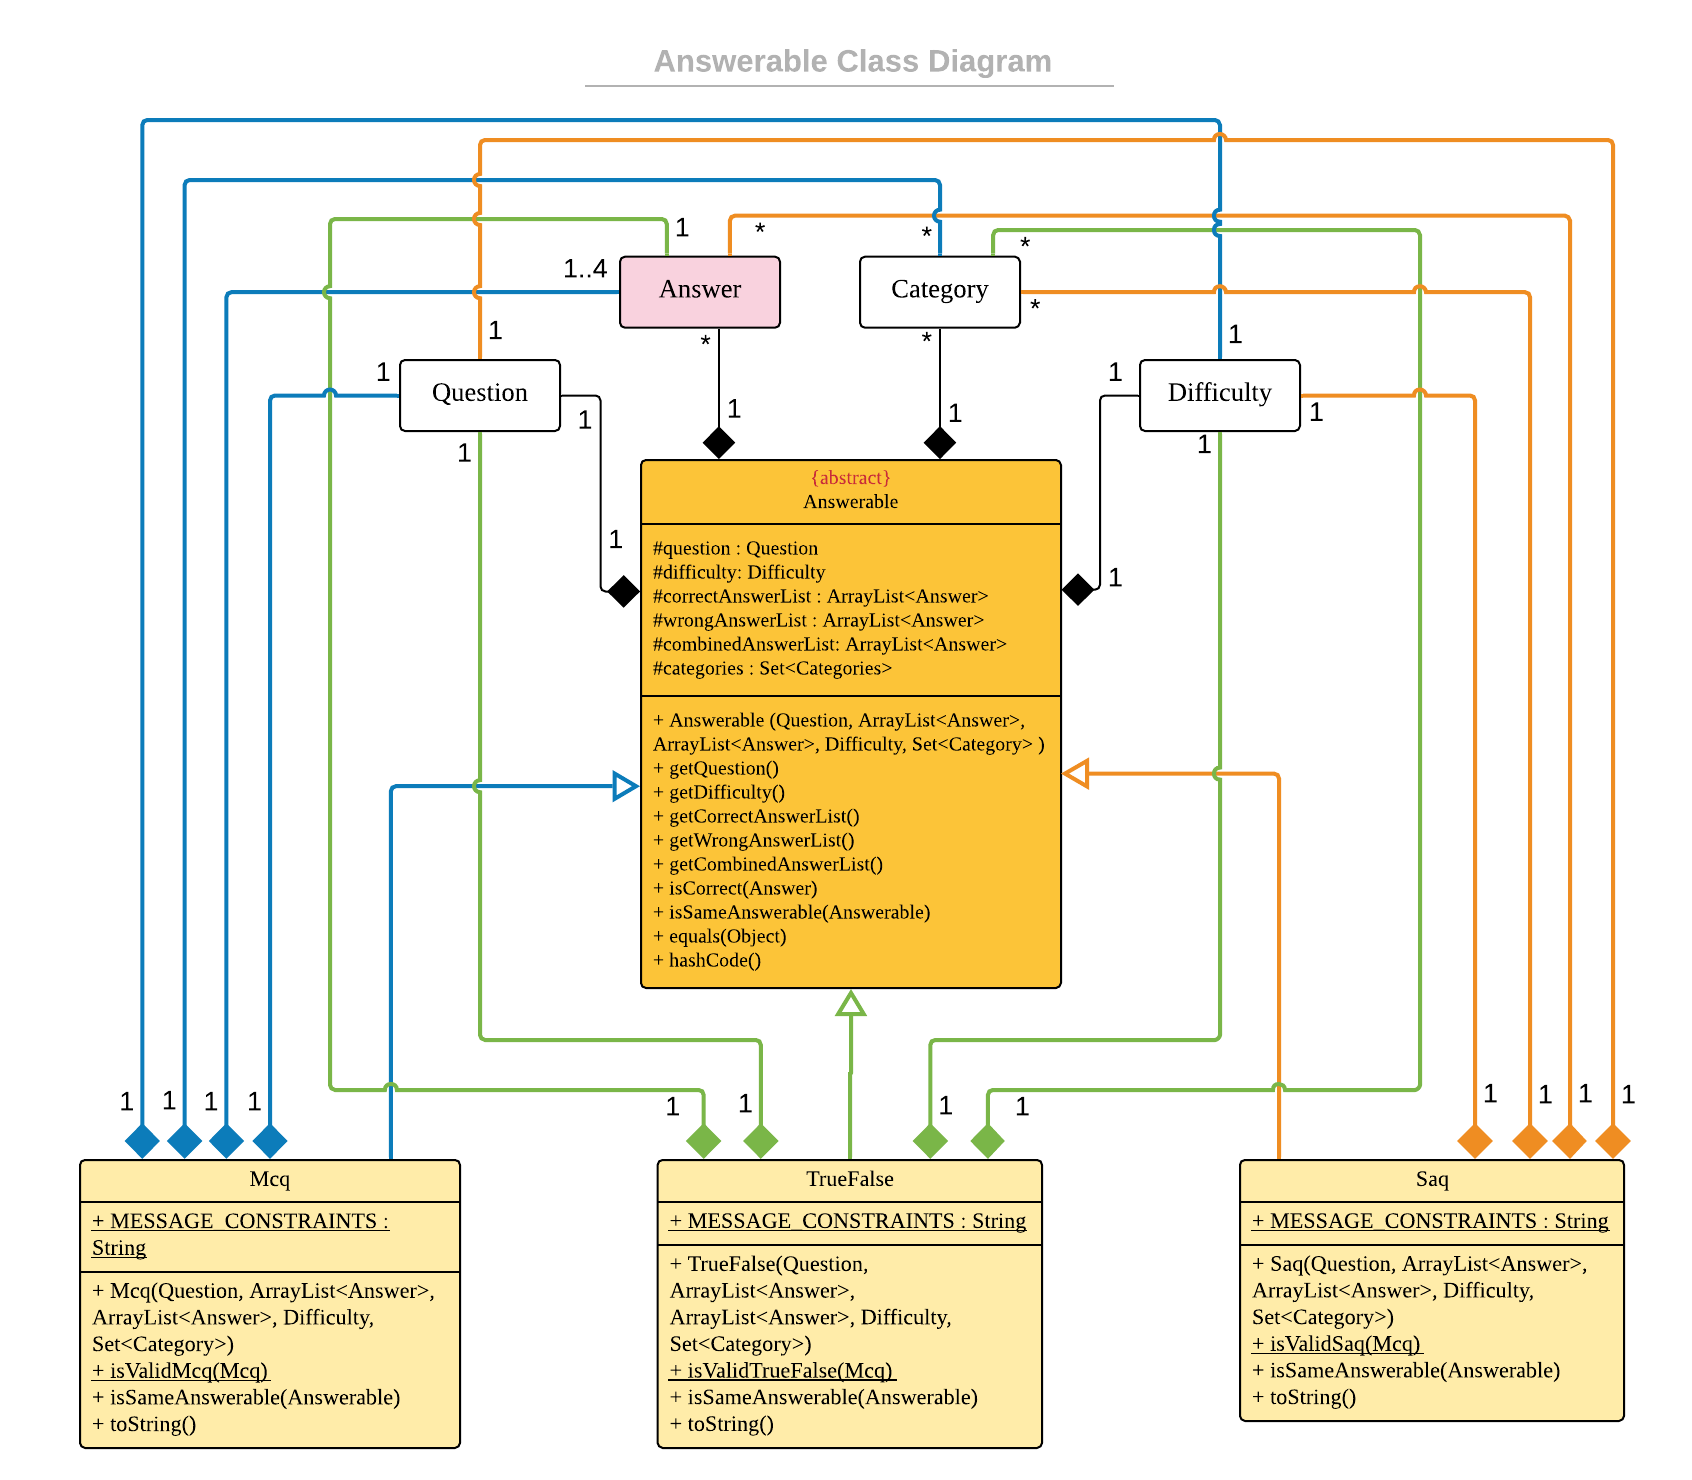 Answerable Class Diagram
1
*
*
*
1..4
Answer
Category
*
1
*
*
1
1
1
Question
1
1
1
1
1
Difficulty
1
1
{abstract}
Answerable
1
1
#question : Question
#difficulty: Difficulty
#correctAnswerList : ArrayList<Answer>
#wrongAnswerList : ArrayList<Answer>
#combinedAnswerList: ArrayList<Answer>
#categories : Set<Categories>
+ Answerable (Question, ArrayList<Answer>,
ArrayList<Answer>, Difficulty, Set<Category> )
+ getQuestion()
+ getDifficulty()
+ getCorrectAnswerList()
+ getWrongAnswerList()
+ getCombinedAnswerList()
+ isCorrect(Answer)
+ isSameAnswerable(Answerable)
+ equals(Object)
+ hashCode()
1
1
1
1
1
1
1
1
1
1
1
1
Mcq
+ MESSAGE_CONSTRAINTS :
String
+ Mcq(Question, ArrayList<Answer>,
ArrayList<Answer>, Difficulty,
Set<Category>)
+ isValidMcq(Mcq)
+ isSameAnswerable(Answerable)
+ toString()
TrueFalse
+ MESSAGE_CONSTRAINTS : String
+ TrueFalse(Question,
ArrayList<Answer>,
ArrayList<Answer>, Difficulty,
Set<Category>)
+ isValidTrueFalse(Mcq)
+ isSameAnswerable(Answerable)
+ toString()
Saq
+ MESSAGE_CONSTRAINTS : String
+ Saq(Question, ArrayList<Answer>,
ArrayList<Answer>, Difficulty,
Set<Category>)
+ isValidSaq(Mcq)
+ isSameAnswerable(Answerable)
+ toString()